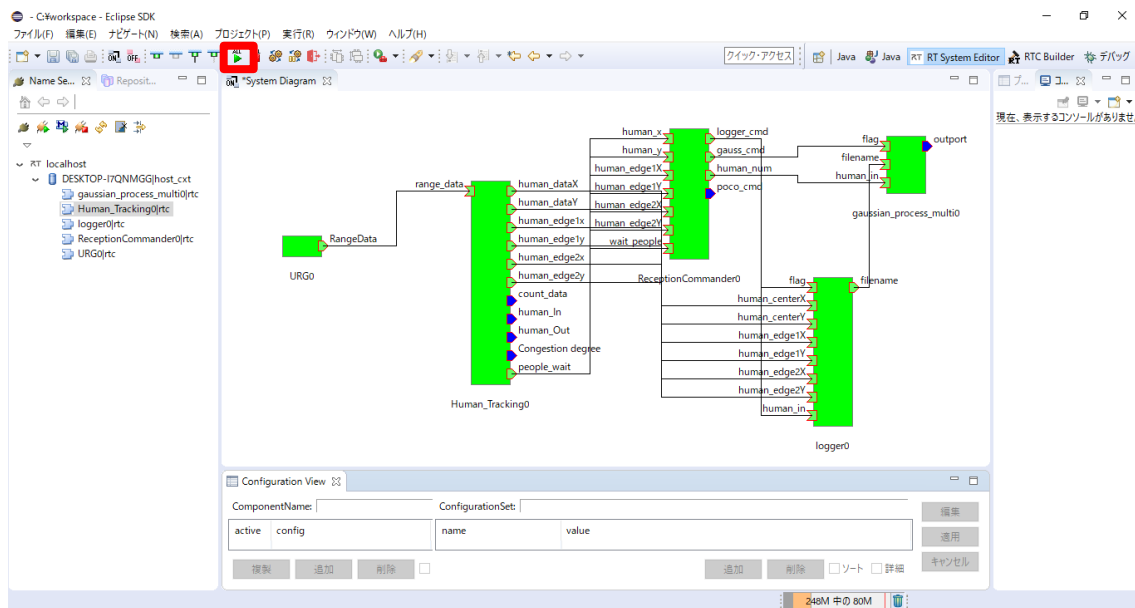 - C:¥workspace - Eclipse SDK
ファイル(F) 編集(E) ナビゲート(N) 検索(A) プロジェクト(P) 実行(R) ウィンドウ(W) ヘルプ(H)
ON OFF ALL クイック・アクセス Java Java RT RT System Editor RTC Builder デバッグ
Name Se... Reposit... *System Diagram プ... コ...
現在、表示するコンソールがありませ
RT localhost
DESKTOP-I7QNMGG|host_cxt
gaussian_process_multi0|rtc
Human_Tracking0|rtc
logger0|rtc
ReceptionCommander0|rtc
URG0|rtc
RangeData
URG0
range_data
human_dataX
human_dataY
human_edge1x
human_edge1y
human_edge2x
human_edge2y
count_data
human_In
human_Out
Congestion degree
people_wait
Human_Tracking0
human_x
human_y
human_edge1X
human_edge1Y
human_edge2X
human_edge2Y
wait_people
logger_cmd
gauss_cmd
human_num
poco_cmd
ReceptionCommander0
flag
filename
human_in
outport
gaussian_process_multi0
flag
human_centerX
human_centerY
human_edge1X
human_edge1Y
human_edge2X
human_edge2Y
human_in
filename
logger0
Configuration View
ComponentName: ConfigurationSet: 編集
active config name value 適用
複製 追加 削除 追加 削除 ソート 詳細 キャンセル
248M 中の 80M